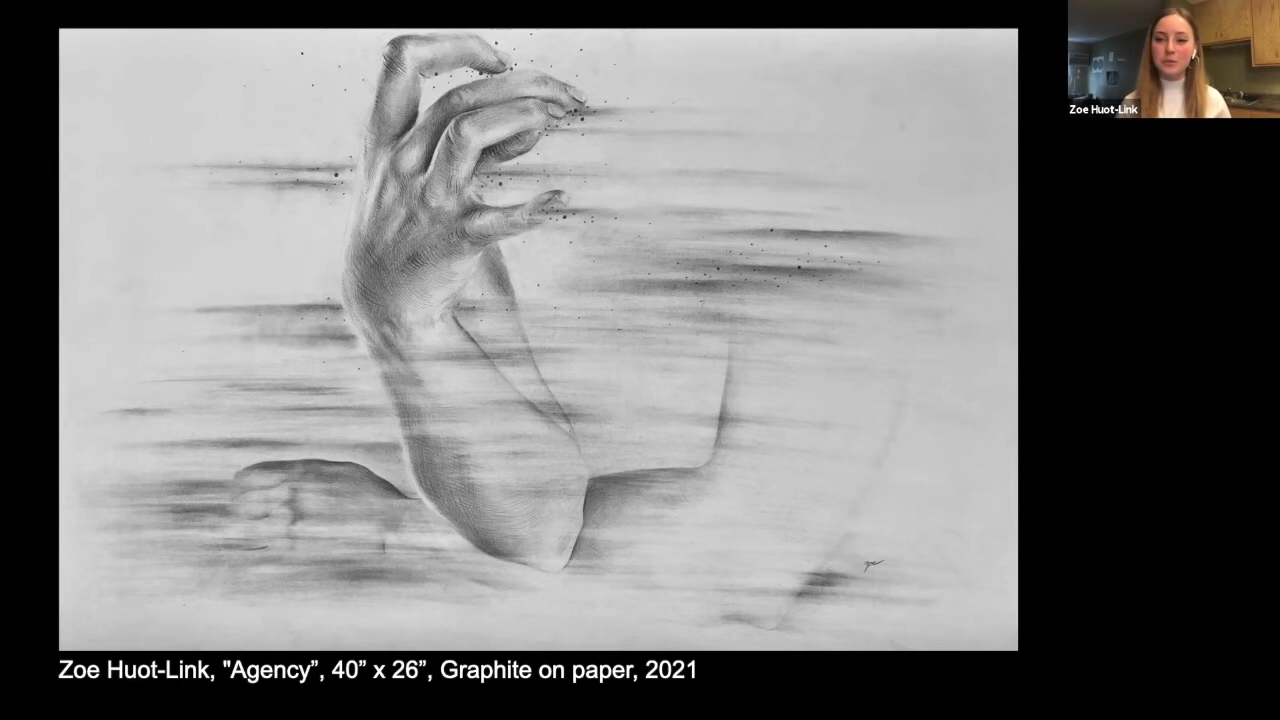 Zoe Huot-Link
Zoe Huot-Link, "Agency”, 40” x 26”, Graphite on paper, 2021